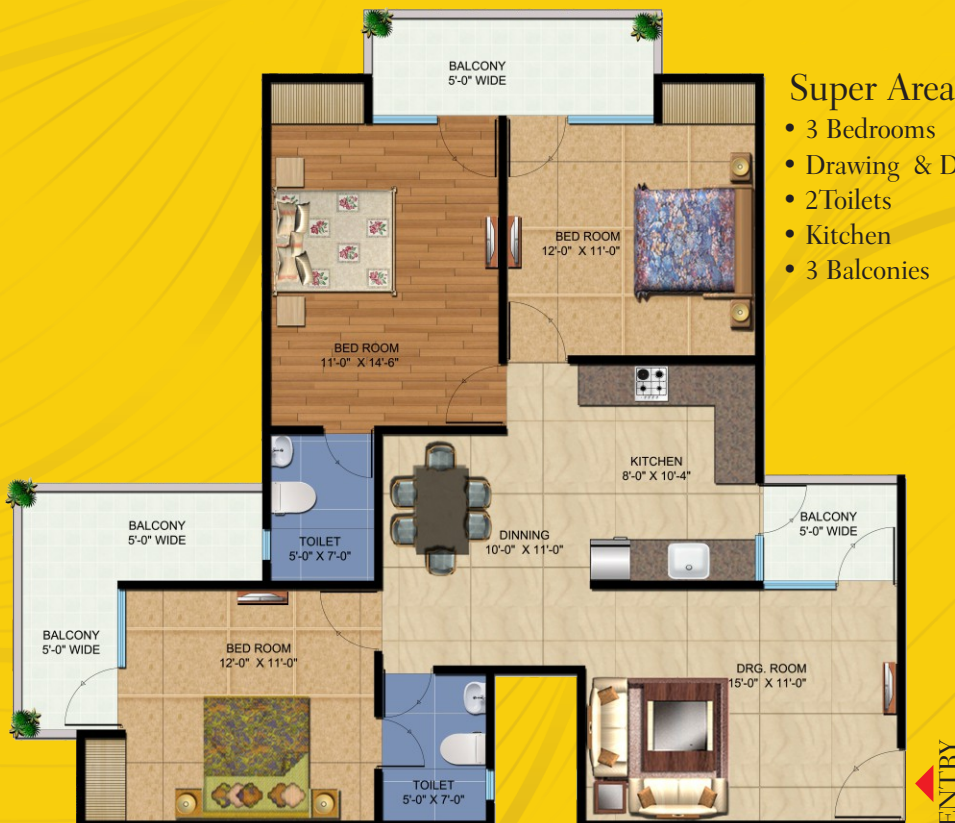 BALCONY
5'-0" WIDE
Super Area
• 3 Bedrooms
• Drawing & D
• 2Toilets
• Kitchen
• 3 Balconies
BED ROOM
12'-0" X 11'-0"
BED ROOM
11'-0" X 14'-6"
KITCHEN
8'-0" X 10'-4"
BALCONY
5'-0" WIDE
TOILET
5'-0" X 7'-0"
DINNING
10'-0" X 11'-0"
BALCONY
5'-0" WIDE
BALCONY
5'-0" WIDE
BED ROOM
12'-0" X 11'-0"
DRG. ROOM
15'-0" X 11'-0"
TOILET
5'-0" X 7'-0"
ENTRY